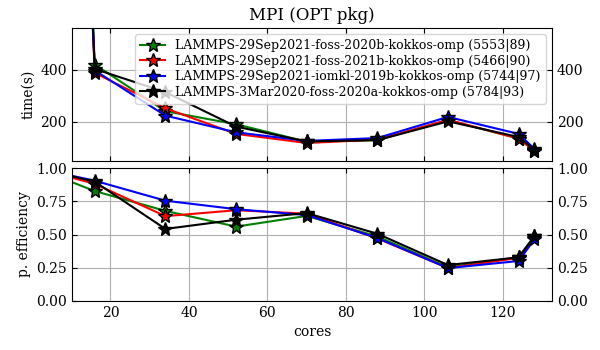 MPI (OPT pkg)
LAMMPS-29Sep2021-foss-2020b-kokkos-omp (5553|89)
LAMMPS-29Sep2021-foss-2021b-kokkos-omp (5466|90)
LAMMPS-29Sep2021-iomkl-2019b-kokkos-omp (5744|97)
LAMMPS-3Mar2020-foss-2020a-kokkos-omp (5784|93)
time(s)
400 400
200 200
p. efficiency
1.00 1.00
0.75 0.75
0.50 0.50
0.25 0.25
0.00 0.00
20 40 60 80 100 120
cores